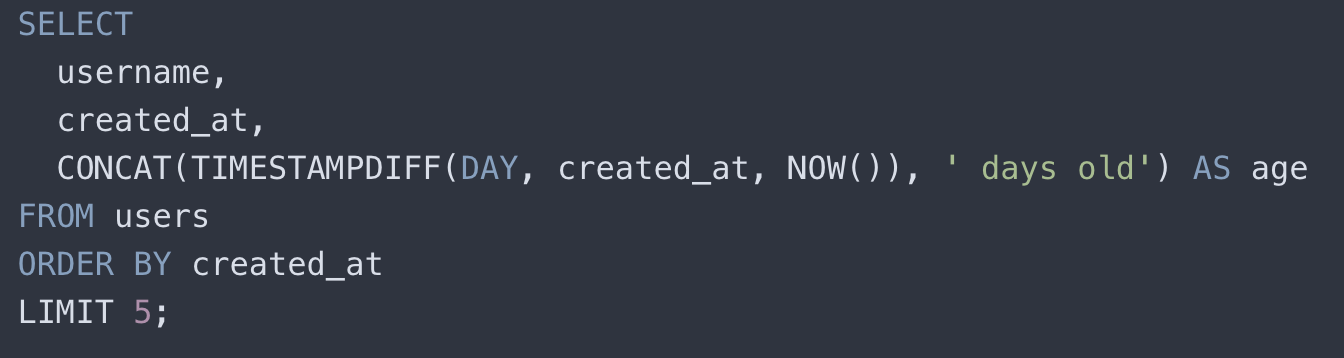 SELECT
  username,
  created_at,
  CONCAT(TIMESTAMPDIFF(DAY, created_at, NOW()), ' days old') AS age
FROM users
ORDER BY created_at
LIMIT 5;